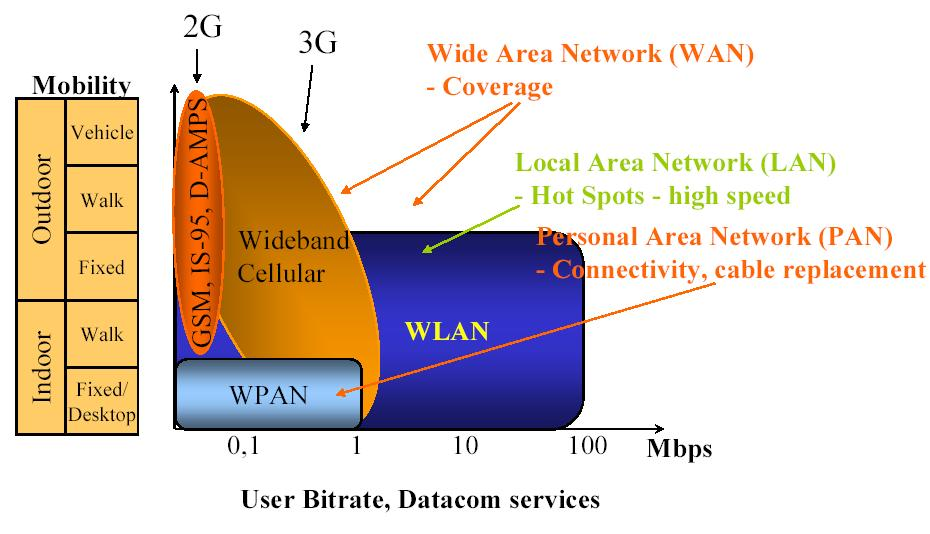 2G
3G
Wide Area Network (WAN)
- Coverage
Mobility
Outdoor
Vehicle
Walk
Fixed
Indoor
Walk
Fixed/
Desktop
GSM, IS-95, D-AMPS
Wideband
Cellular
Local Area Network (LAN)
- Hot Spots - high speed
Personal Area Network (PAN)
- Connectivity, cable replacement
WLAN
WPAN
0,1
1
10
100
Mbps
User Bitrate, Datacom services